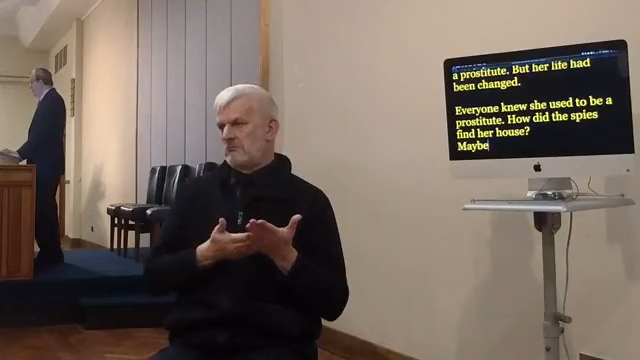 a prostitute. But her life had
been changed.
Everyone knew she used to be a
prostitute. How did the spies
find her house?
Maybe